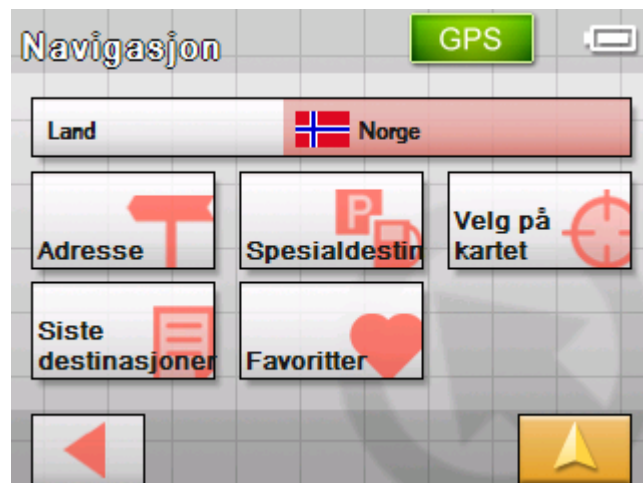 Navigasjon
GPS
Land
Norge
Adresse
P
Spesialdestin
Velg på
kartet
Siste
destinasjoner
Favoritter